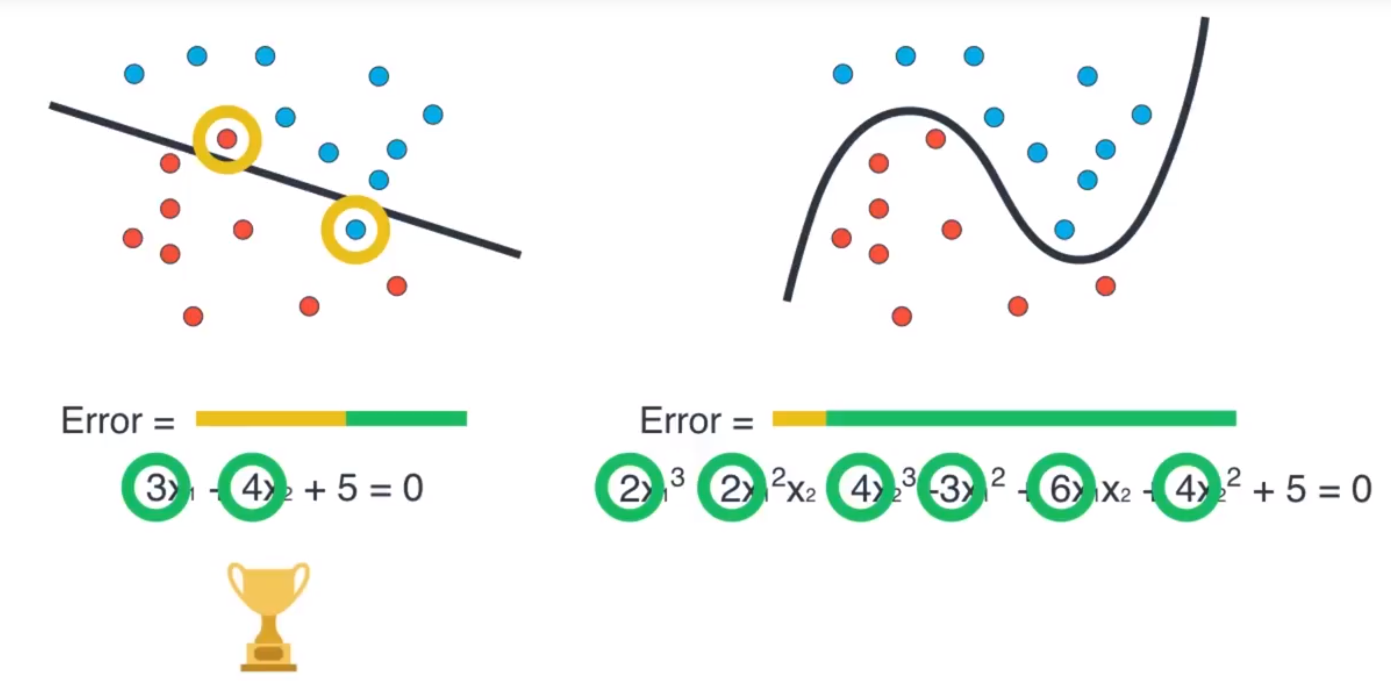 Error =
Error =
3x₁ 4x₂ + 5 = 0
2x₁³ 2x₁²x₂ 4x₂³ -3x₁² 6x₁x₂ 4x₂² + 5 = 0